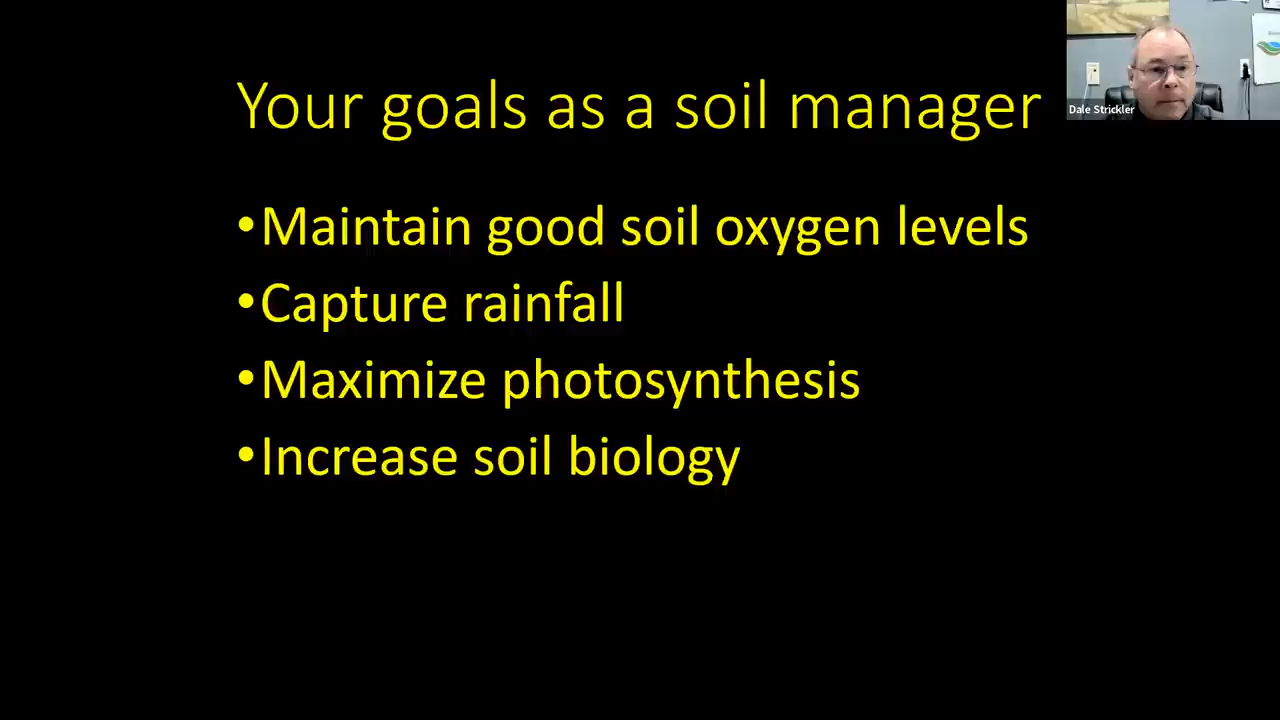 Your goals as a soil manager
•Maintain good soil oxygen levels
•Capture rainfall
•Maximize photosynthesis
•Increase soil biology
Dale Strickler